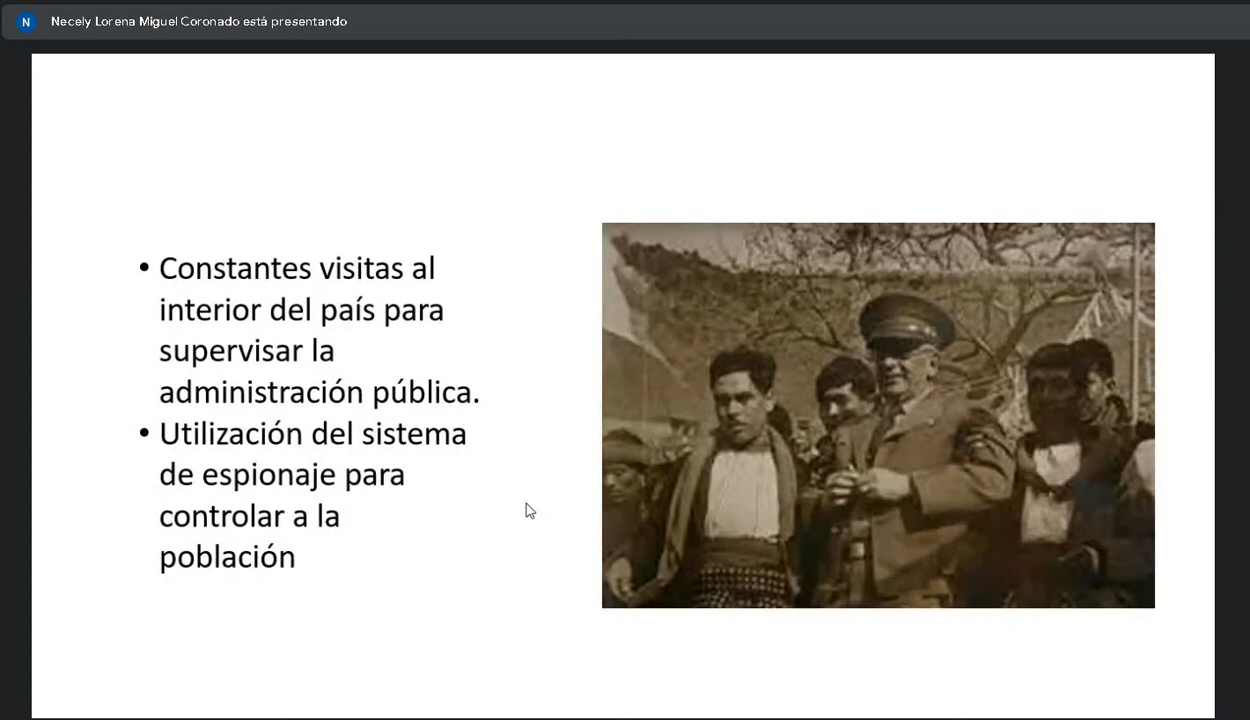 N
Necely Lorena Miguel Coronado está presentando
• Constantes visitas al
interior del país para
supervisar la
administración pública.
• Utilización del sistema
de espionaje para
controlar a la
población